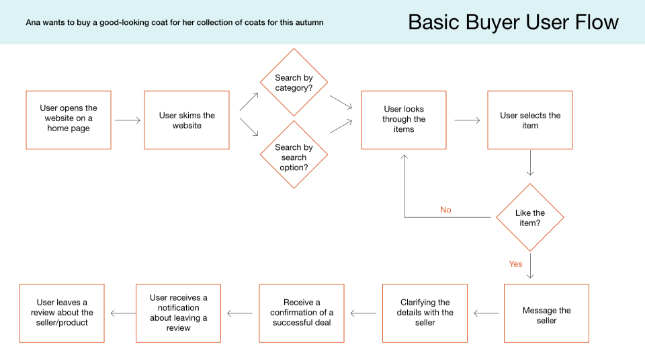 Ana wants to buy a good-looking coat for her collection of coats for this autumn
Basic Buyer User Flow
User opens the
website on a
home page
User skims the
website
Search by
category?
Search by
search
option?
User looks
through the
items
User selects the
item
Like the
item?
No
Yes
Message the
seller
Clarifying the
details with the
seller
Receive a
confirmation of a
successful deal
User receives a
notification
about leaving a
review
User leaves a
review about the
seller/product